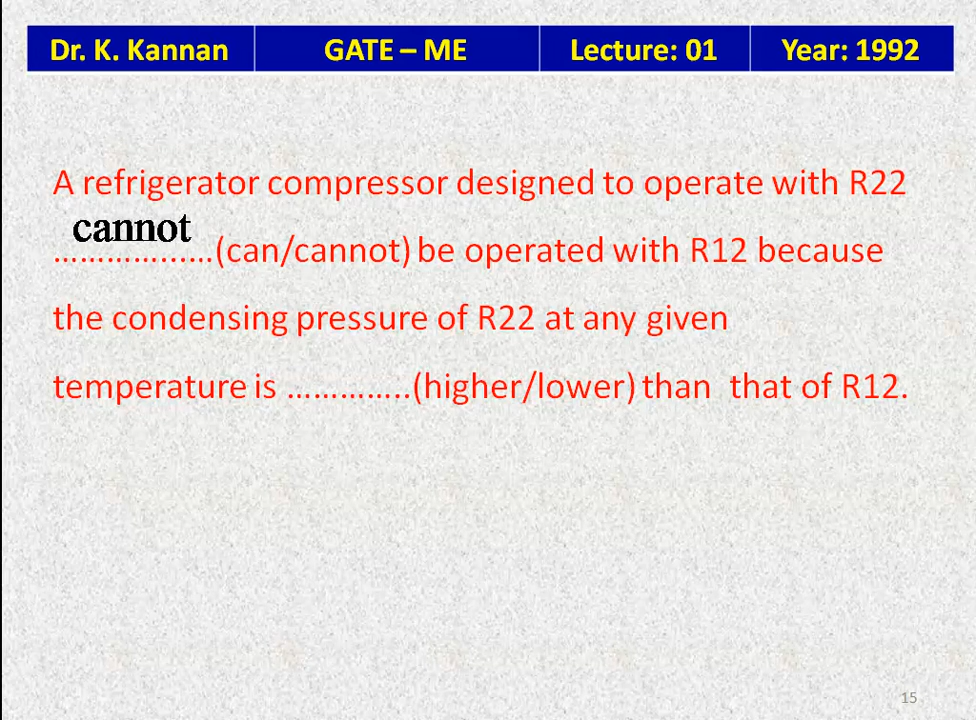 Dr. K. Kannan GATE – ME Lecture: 01 Year: 1992
A refrigerator compressor designed to operate with R22
cannot
……………..….(can/cannot) be operated with R12 because
the condensing pressure of R22 at any given
temperature is …………..(higher/lower) than that of R12.
15